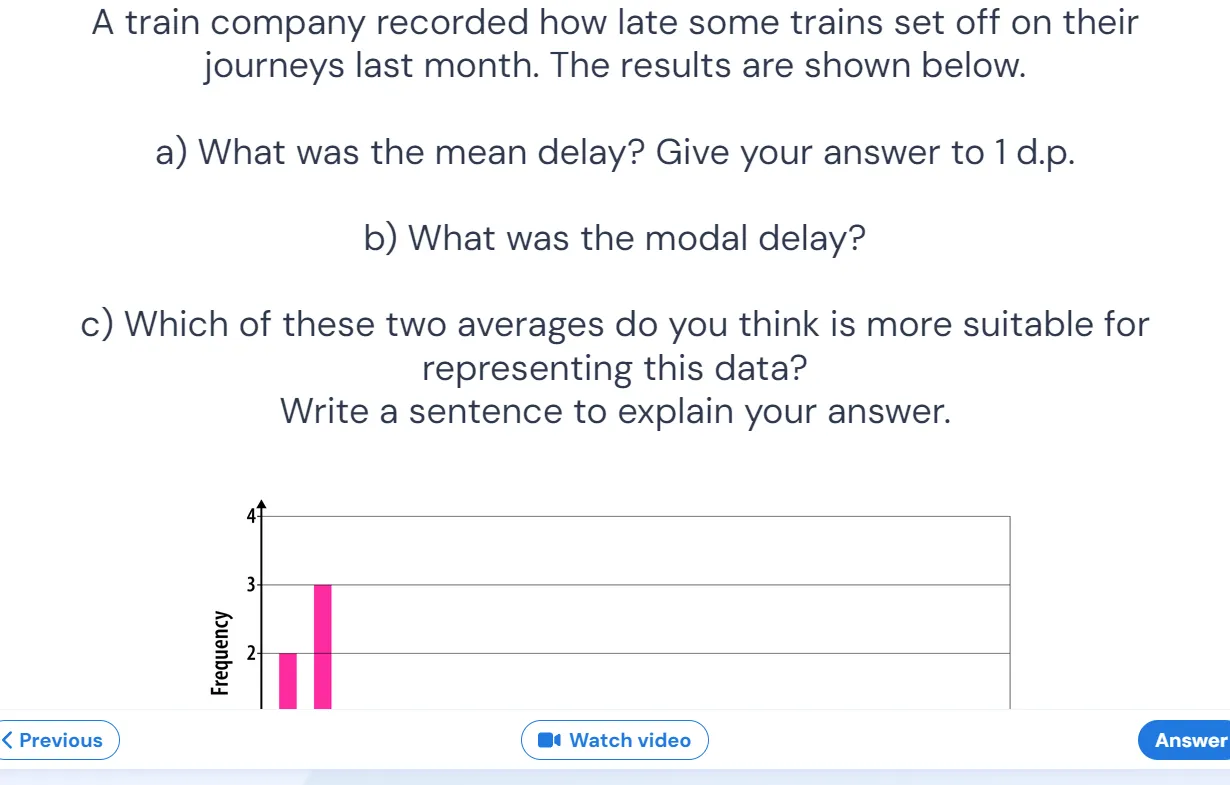 A train company recorded how late some trains set off on their
journeys last month. The results are shown below.
a) What was the mean delay? Give your answer to 1 d.p.
b) What was the modal delay?
c) Which of these two averages do you think is more suitable for
representing this data?
Write a sentence to explain your answer.
4
3
2
Frequency
< Previous
Watch video
Answer